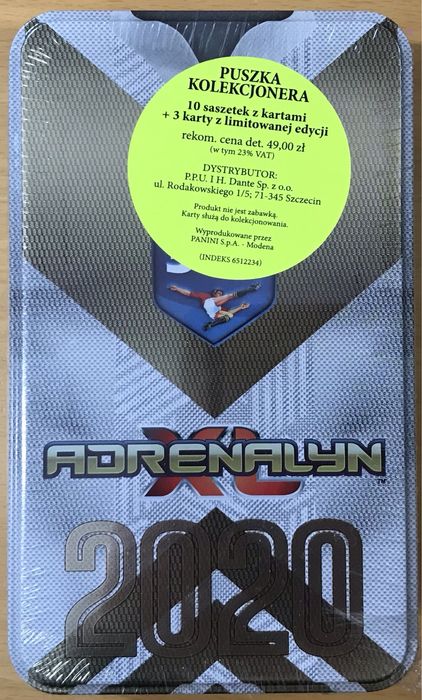 PUSZKA
KOLEKCJONERA
10 saszetek z kartami
+ 3 karty z limitowanej edycji
rekom. cena det. 49,00 zł
(w tym 23% VAT)
DYSTRYBUTOR:
P.P.U. I H. Dante Sp. z o.o.
ul. Rodakowskiego 1/5; 71-345 Szczecin
Produkt nie jest zabawką.
Karty służą do kolekcjonowania.
Wyprodukowane przez
PANINI S.p.A. - Modena
(INDEKS 6512234)
ADRENALYN
XL
TM
2020